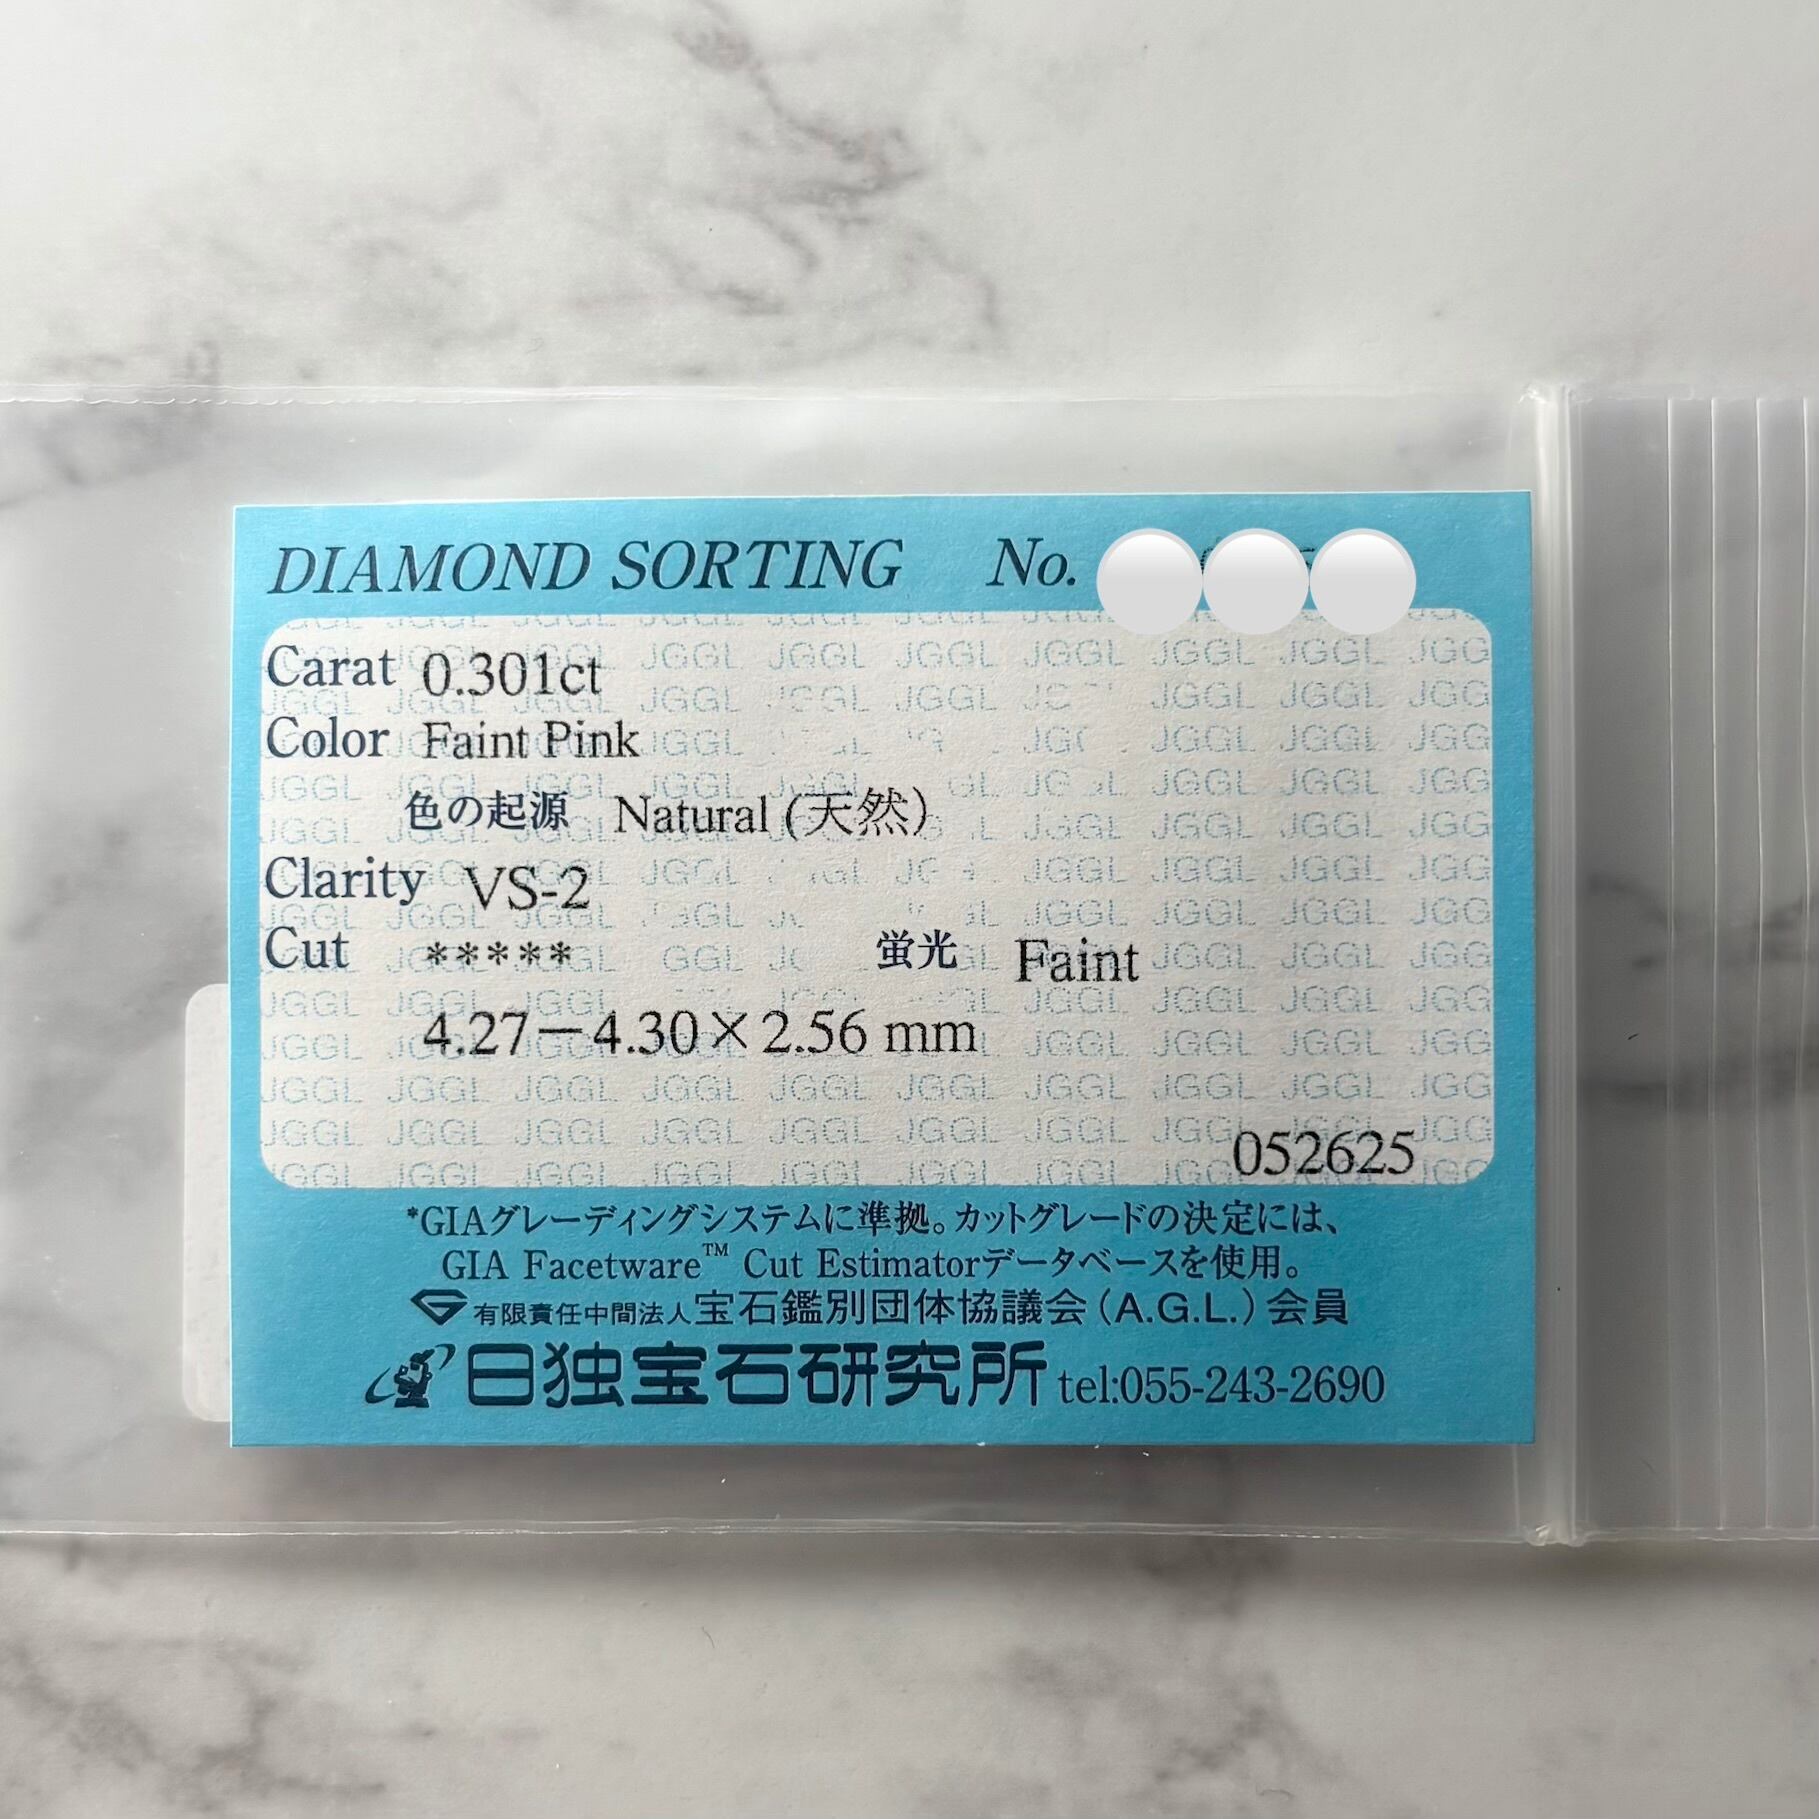 DIAMOND SORTING No.
Carat 0.301ct
Color Faint Pink
色の起源 Natural (天然)
Clarity VS-2
Cut ***** 蛍光 Faint
4.27－4.30×2.56 mm
052625
*GIAグレーディングシステムに準拠。カットグレードの決定には、
GIA Facetware™ Cut Estimatorデータベースを使用。
有限責任中間法人宝石鑑別団体協議会（A.G.L.）会員
日独宝石研究所 tel:055-243-2690